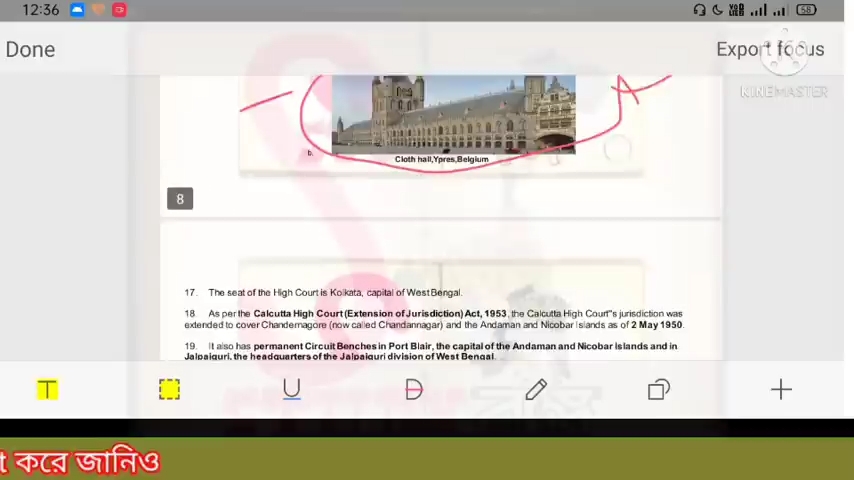 12:36
58
Done
Export focus
KINEMASTER
b.
Cloth hall,Ypres,Belgium
8
17. The seat of the High Court is Kolkata, capital of West Bengal.
18. As per the Calcutta High Court (Extension of Jurisdiction) Act, 1953, the Calcutta High Court"s jurisdiction was
extended to cover Chandernagore (now called Chandannagar) and the Andaman and Nicobar Islands as of 2 May 1950.
19. It also has permanent Circuit Benches in Port Blair, the capital of the Andaman and Nicobar Islands and in
Jalpaiguri, the headquarters of the Jalpaiguri division of West Bengal.
T
U
D
করে জানিও